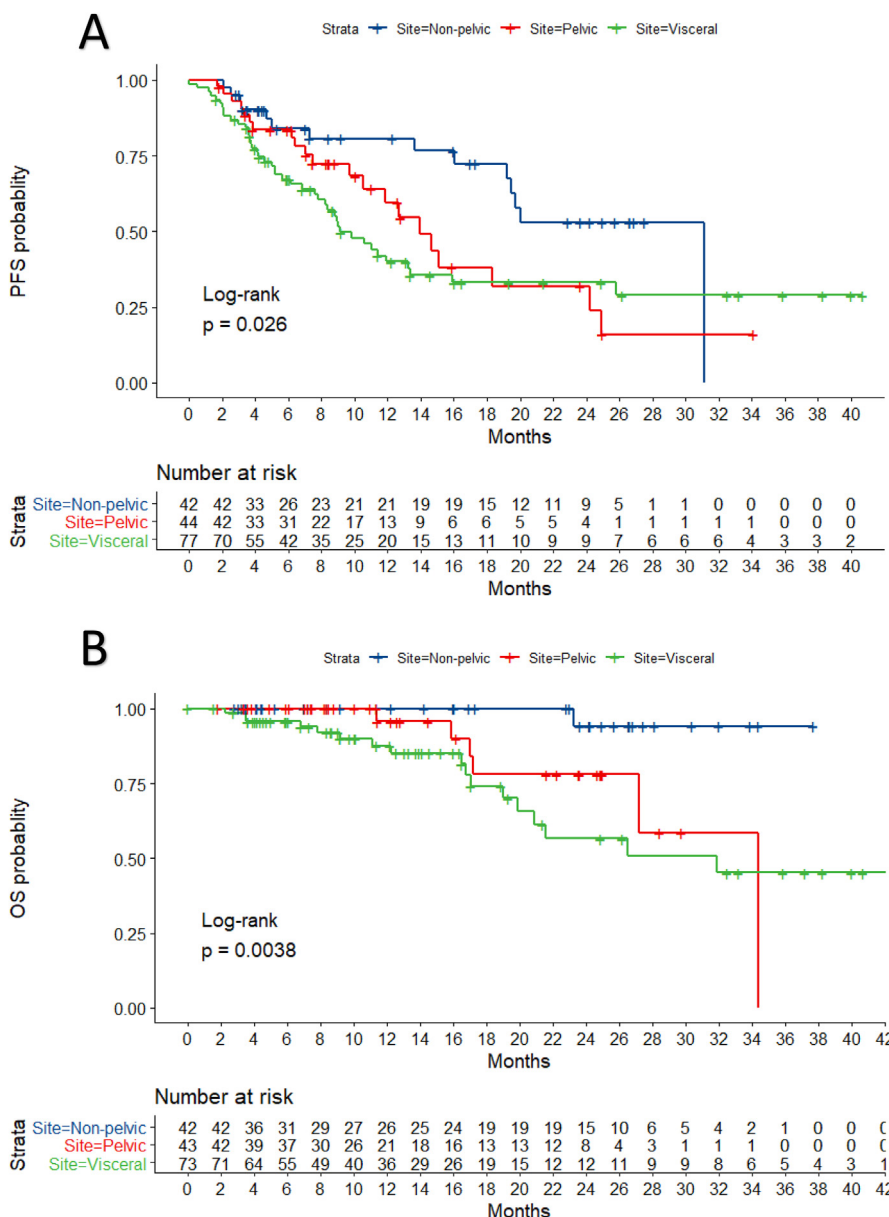 A
Strata Site=Non-pelvic Site=Pelvic Site=Visceral
1.00
0.75
0.50
0.25
0.00
PFS probablity
Log-rank
p = 0.026
0 2 4 6 8 10 12 14 16 18 20 22 24 26 28 30 32 34 36 38 40
Months
Number at risk
Strata
Site=Non-pelvic 42 42 33 26 23 21 21 19 19 15 12 11 9 5 1 1 0 0 0 0 0
Site=Pelvic 44 42 33 31 22 17 13 9 6 6 5 5 4 1 1 1 1 1 0 0 0
Site=Visceral 77 70 55 42 35 25 20 15 13 11 10 9 9 7 6 6 6 4 3 3 2
0 2 4 6 8 10 12 14 16 18 20 22 24 26 28 30 32 34 36 38 40
Months
B
Strata Site=Non-pelvic Site=Pelvic Site=Visceral
1.00
0.75
0.50
0.25
0.00
OS probablity
Log-rank
p = 0.0038
0 2 4 6 8 10 12 14 16 18 20 22 24 26 28 30 32 34 36 38 40 42
Months
Number at risk
Strata
Site=Non-pelvic 42 42 36 31 29 27 26 25 24 19 19 19 15 10 6 5 4 2 1 0 0
Site=Pelvic 43 42 39 37 30 26 21 18 16 13 13 12 8 4 3 1 1 1 0 0 0
Site=Visceral 73 71 64 55 49 40 36 29 26 19 15 12 12 11 9 9 8 6 5 4 3 1
0 2 4 6 8 10 12 14 16 18 20 22 24 26 28 30 32 34 36 38 40 42
Months